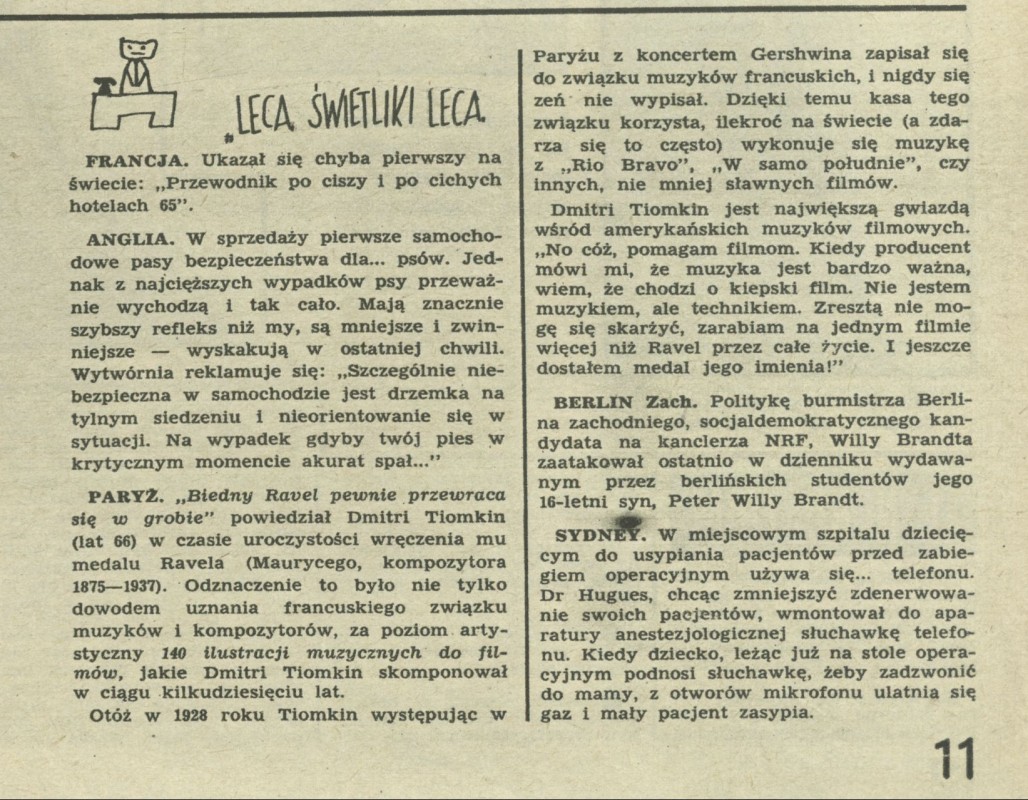 „LECĄ, ŚWIETLIKI LECĄ
FRANCJA. Ukazał się chyba pierwszy na
świecie: „Przewodnik po ciszy i po cichych
hotelach 65”.
ANGLIA. W sprzedaży pierwsze samocho-
dowe pasy bezpieczeństwa dla... psów. Jed-
nak z najcięższych wypadków psy przeważ-
nie wychodzą i tak cało. Mają znacznie
szybszy refleks niż my, są mniejsze i zwin-
niejsze — wyskakują w ostatniej chwili.
Wytwórnia reklamuje się: „Szczególnie nie-
bezpieczna w samochodzie jest drzemka na
tylnym siedzeniu i nieorientowanie się w
sytuacji. Na wypadek gdyby twój pies w
krytycznym momencie akurat spał...”
PARYŻ. „Biedny Ravel pewnie przewraca
się w grobie” powiedział Dmitri Tiomkin
(lat 66) w czasie uroczystości wręczenia mu
medalu Ravela (Maurycego, kompozytora
1875—1937). Odznaczenie to było nie tylko
dowodem uznania francuskiego związku
muzyków i kompozytorów, za poziom arty-
styczny 140 ilustracji muzycznych do fil-
mów, jakie Dmitri Tiomkin skomponował
w ciągu kilkudziesięciu lat.
Otóż w 1928 roku Tiomkin występując w
Paryżu z koncertem Gershwina zapisał się
do związku muzyków francuskich, i nigdy się
zeń nie wypisał. Dzięki temu kasa tego
związku korzysta, ilekroć na świecie (a zda-
rza się to często) wykonuje się muzykę
z „Rio Bravo”, „W samo południe”, czy
innych, nie mniej sławnych filmów.
Dmitri Tiomkin jest największą gwiazdą
wśród amerykańskich muzyków filmowych.
„No cóż, pomagam filmom. Kiedy producent
mówi mi, że muzyka jest bardzo ważna,
wiem, że chodzi o kiepski film. Nie jestem
muzykiem, ale technikiem. Zresztą nie mo-
gę się skarżyć, zarabiam na jednym filmie
więcej niż Ravel przez całe życie. I jeszcze
dostałem medal jego imienia!”
BERLIN Zach. Politykę burmistrza Berli-
na zachodniego, socjaldemokratycznego kan-
dydata na kanclerza NRF, Willy Brandta
zaatakował ostatnio w dzienniku wydawa-
nym przez berlińskich studentów jego
16-letni syn, Peter Willy Brandt.
SYDNEY. W miejscowym szpitalu dziecię-
cym do usypiania pacjentów przed zabie-
giem operacyjnym używa się... telefonu.
Dr Hugues, chcąc zmniejszyć zdenerwowa-
nie swoich pacjentów, wmontował do apa-
ratury anestezjologicznej słuchawkę telefo-
nu. Kiedy dziecko, leżąc już na stole opera-
cyjnym podnosi słuchawkę, żeby zadzwonić
do mamy, z otworów mikrofonu ulatnia się
gaz i mały pacjent zasypia.
11